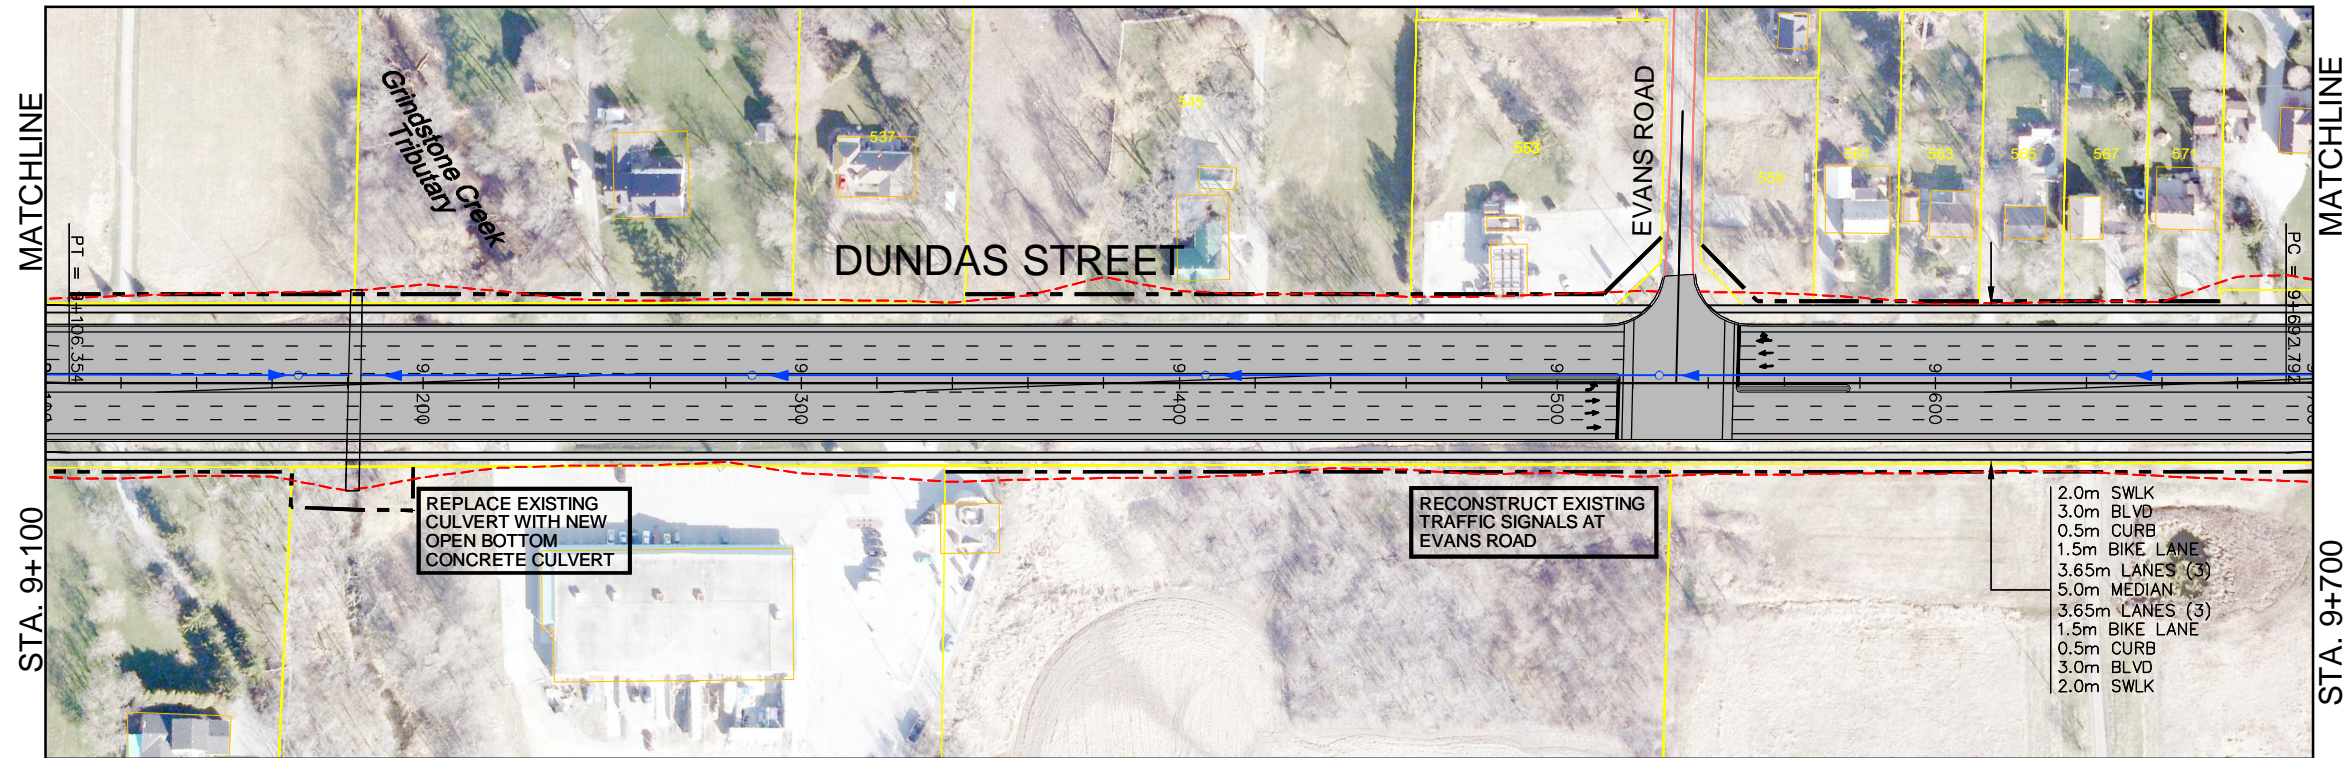 MATCHLINE
STA. 9+100
PT = 9+106.354
Grindstone Creek
Tributary
537
545
553
559
561
563
565
567
571
DUNDAS STREET
EVANS ROAD
MATCHLINE
STA. 9+700
PC = 9+692.792
9+100
9+200
9+300
9+400
9+500
9+600
REPLACE EXISTING
CULVERT WITH NEW
OPEN BOTTOM
CONCRETE CULVERT
RECONSTRUCT EXISTING
TRAFFIC SIGNALS AT
EVANS ROAD
2.0m SWLK
3.0m BLVD
0.5m CURB
1.5m BIKE LANE
3.65m LANES (3)
5.0m MEDIAN
3.65m LANES (3)
1.5m BIKE LANE
0.5m CURB
3.0m BLVD
2.0m SWLK